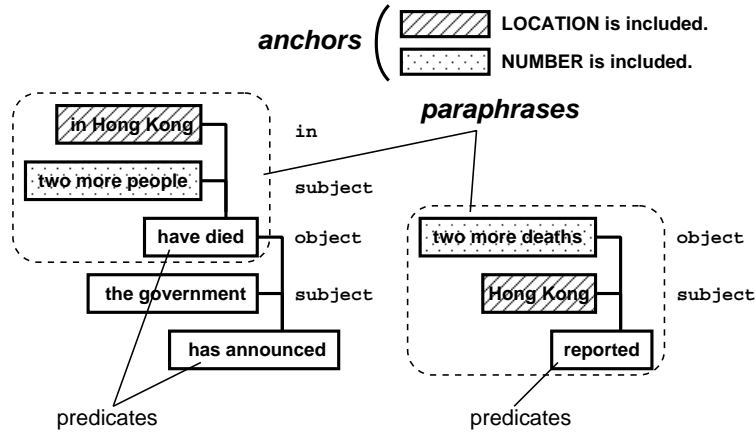 anchors
LOCATION is included.
NUMBER is included.
paraphrases
in Hong Kong
in
two more people
subject
have died
object
two more deaths
object
the government
subject
Hong Kong
subject
has announced
reported
predicates
predicates